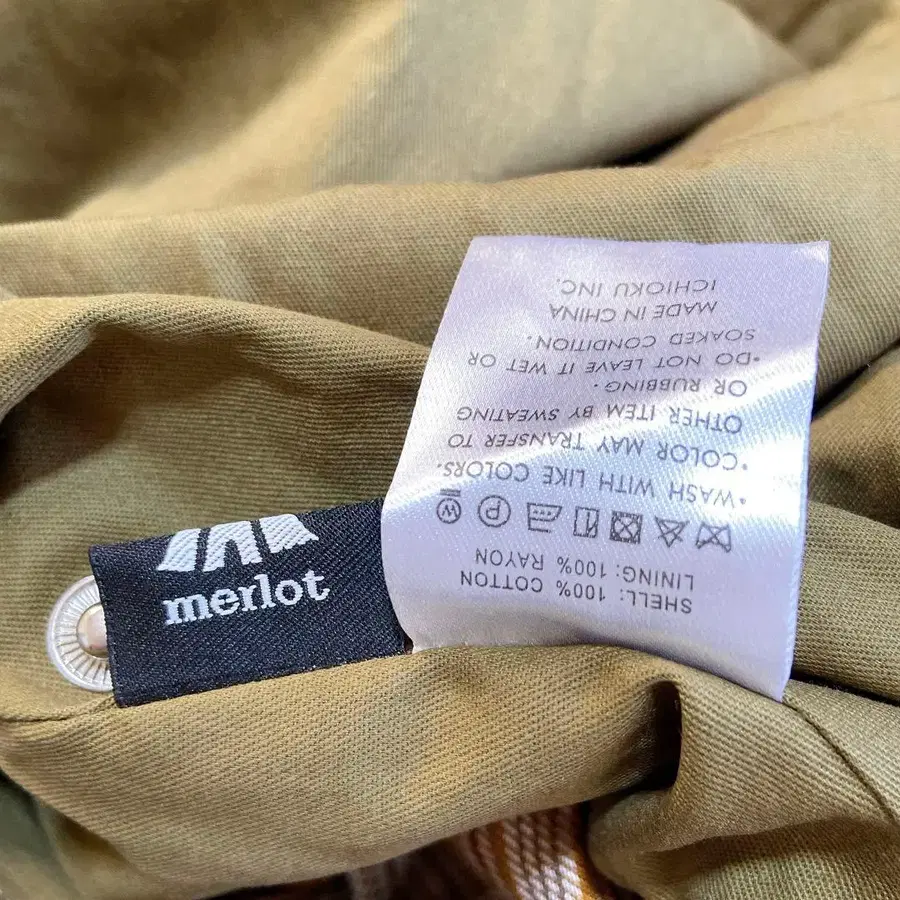 merlot
SHELL: 100% COTTON
LINING: 100% RAYON
P W
•WASH WITH LIKE COLORS.
•COLOR MAY TRANSFER TO
OTHER ITEM BY SWEATING
OR RUBBING.
•DO NOT LEAVE IT WET OR
SOAKED CONDITION.
MADE IN CHINA
ICHIOKU INC.